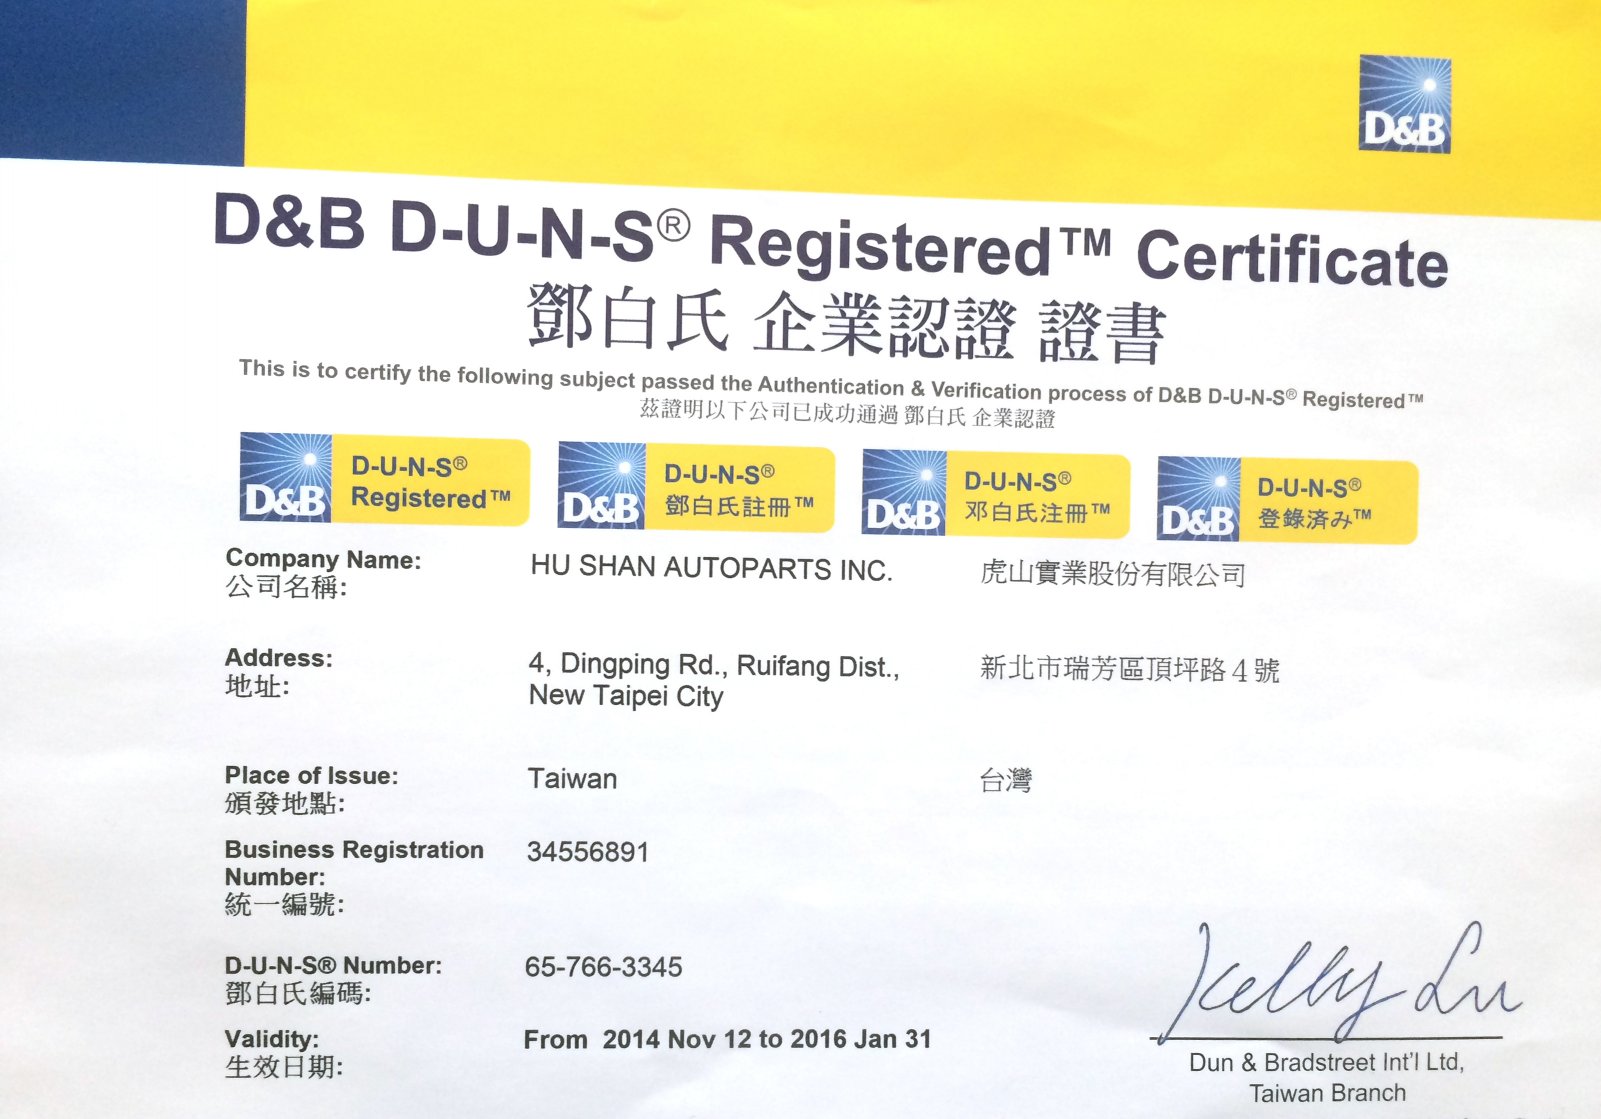 D&B
D&B D-U-N-S® Registered™ Certificate
鄧白氏 企業認證 證書
This is to certify the following subject passed the Authentication & Verification process of D&B D-U-N-S® Registered™
茲證明以下公司已成功通過 鄧白氏 企業認證
D&B D-U-N-S® Registered™
D&B D-U-N-S® 鄧白氏註冊™
D&B D-U-N-S® 邓白氏注册™
D&B D-U-N-S® 登録済み™
Company Name: HU SHAN AUTOPARTS INC. 虎山實業股份有限公司
公司名稱:
Address: 4, Dingping Rd., Ruifang Dist., 新北市瑞芳區頂坪路４號
地址: New Taipei City
Place of Issue: Taiwan 台灣
頒發地點:
Business Registration 34556891
Number:
統一編號:
D-U-N-S® Number: 65-766-3345
鄧白氏編碼:
Validity: From 2014 Nov 12 to 2016 Jan 31
生效日期:
Kelly Lu
Dun & Bradstreet Int'l Ltd,
Taiwan Branch